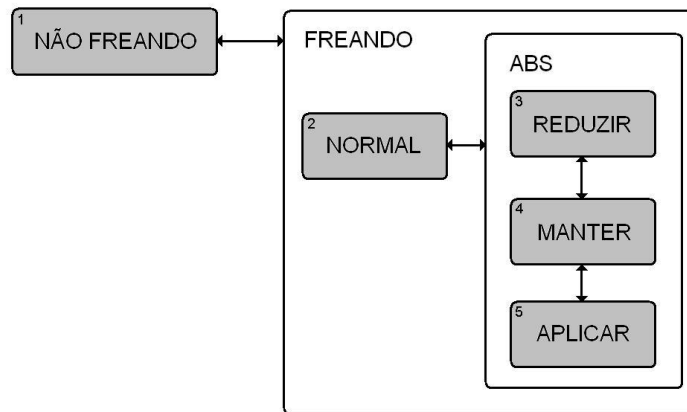 1
NÃO FREANDO
FREANDO
ABS
2
NORMAL
3
REDUZIR
4
MANTER
5
APLICAR